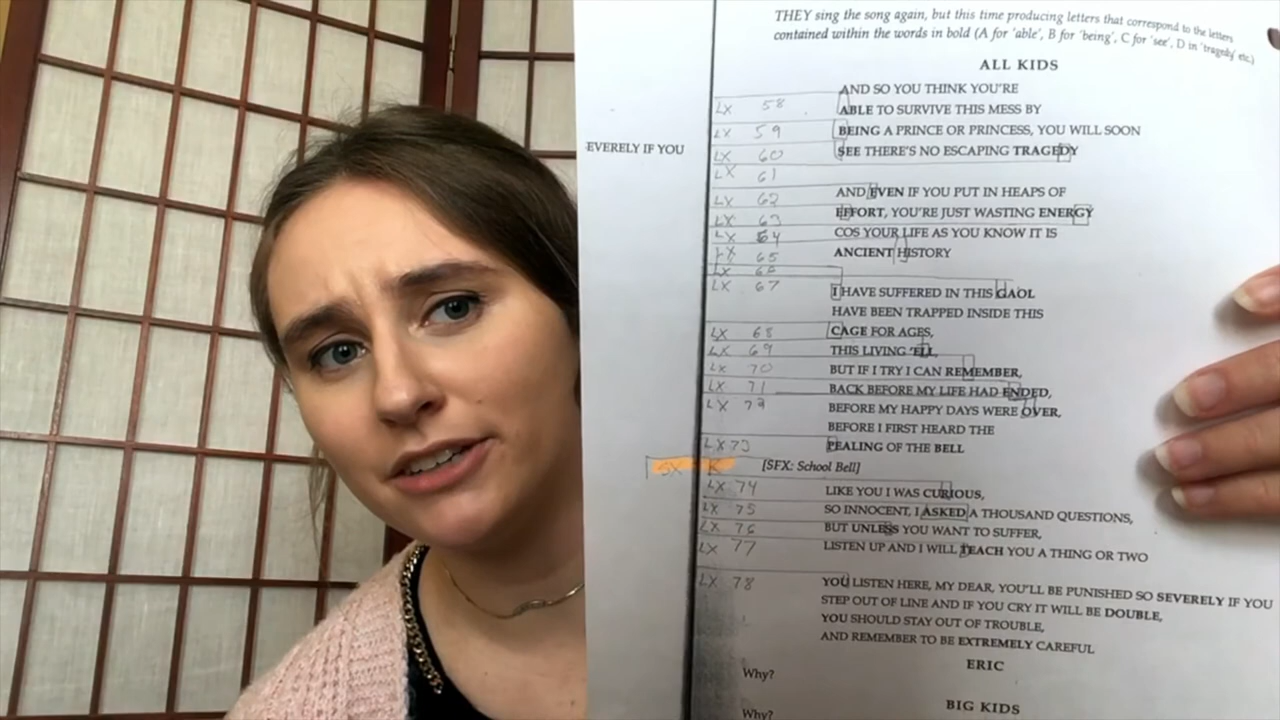 THEY sing the song again, but this time producing letters that correspond to the letters
contained within the words in bold (A for 'able', B for 'being', C for 'see', D in 'tragedy' etc.)
ALL KIDS
AND SO YOU THINK YOU'RE
LX 58 ABLE TO SURVIVE THIS MESS BY
LX 59 BEING A PRINCE OR PRINCESS, YOU WILL SOON
EVERELY IF YOU
LX 60 SEE THERE'S NO ESCAPING TRAGEDY
LX 61
LX 62 AND EVEN IF YOU PUT IN HEAPS OF
LX 63 EFFORT, YOU'RE JUST WASTING ENERGY
LX 64 COS YOUR LIFE AS YOU KNOW IT IS
LX 65 ANCIENT HISTORY
LX 66
LX 67 I HAVE SUFFERED IN THIS GAOL
HAVE BEEN TRAPPED INSIDE THIS
LX 68 CAGE FOR AGES,
LX 69 THIS LIVING 'ELL,
LX 70 BUT IF I TRY I CAN REMEMBER,
LX 71 BACK BEFORE MY LIFE HAD ENDED,
LX 72 BEFORE MY HAPPY DAYS WERE OVER,
BEFORE I FIRST HEARD THE
LX 73 PEALING OF THE BELL
SX K [SFX: School Bell]
LX 74 LIKE YOU I WAS CURIOUS,
LX 75 SO INNOCENT, I ASKED A THOUSAND QUESTIONS,
LX 76 BUT UNLESS YOU WANT TO SUFFER,
LX 77 LISTEN UP AND I WILL TEACH YOU A THING OR TWO
LX 78 YOU LISTEN HERE, MY DEAR, YOU'LL BE PUNISHED SO SEVERELY IF YOU
STEP OUT OF LINE AND IF YOU CRY IT WILL BE DOUBLE,
YOU SHOULD STAY OUT OF TROUBLE,
AND REMEMBER TO BE EXTREMELY CAREFUL
ERIC
Why?
BIG KIDS
Why?